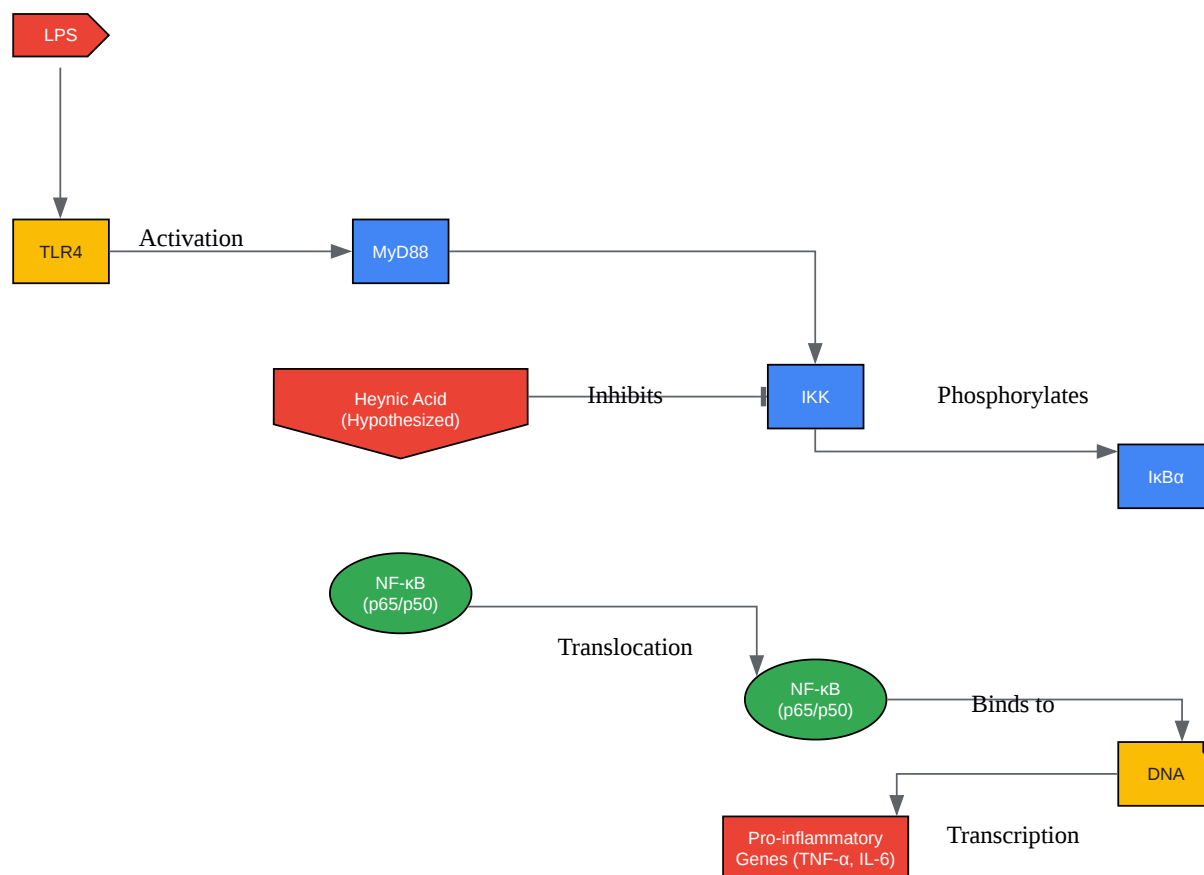 LPS
TLR4
Activation
MyD88
Heynic Acid
(Hypothesized)
Inhibits
IKK
Phosphorylates
IκBα
NF-κB
(p65/p50)
Translocation
NF-κB
(p65/p50)
Binds to
DNA
Transcription
Pro-inflammatory
Genes (TNF-α, IL-6)